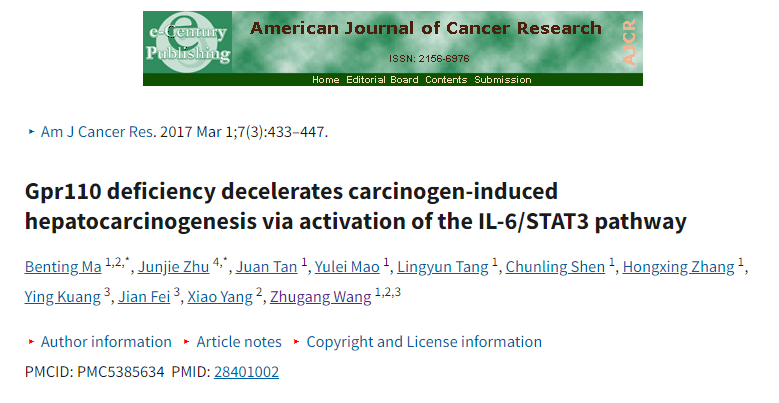 e-Century
Publishing
American Journal of Cancer Research
ISSN: 2156-6976
AJCR
Home Editorial Board Contents Submission
Am J Cancer Res. 2017 Mar 1;7(3):433–447.
Gpr110 deficiency decelerates carcinogen-induced
hepatocarcinogenesis via activation of the IL-6/STAT3 pathway
Benting Ma 1,2,*, Junjie Zhu 4,*, Juan Tan 1, Yulei Mao 1, Lingyun Tang 1, Chunling Shen 1, Hongxing Zhang 1,
Ying Kuang 3, Jian Fei 3, Xiao Yang 2, Zhugang Wang 1,2,3
Author information Article notes Copyright and License information
PMCID: PMC5385634 PMID: 28401002